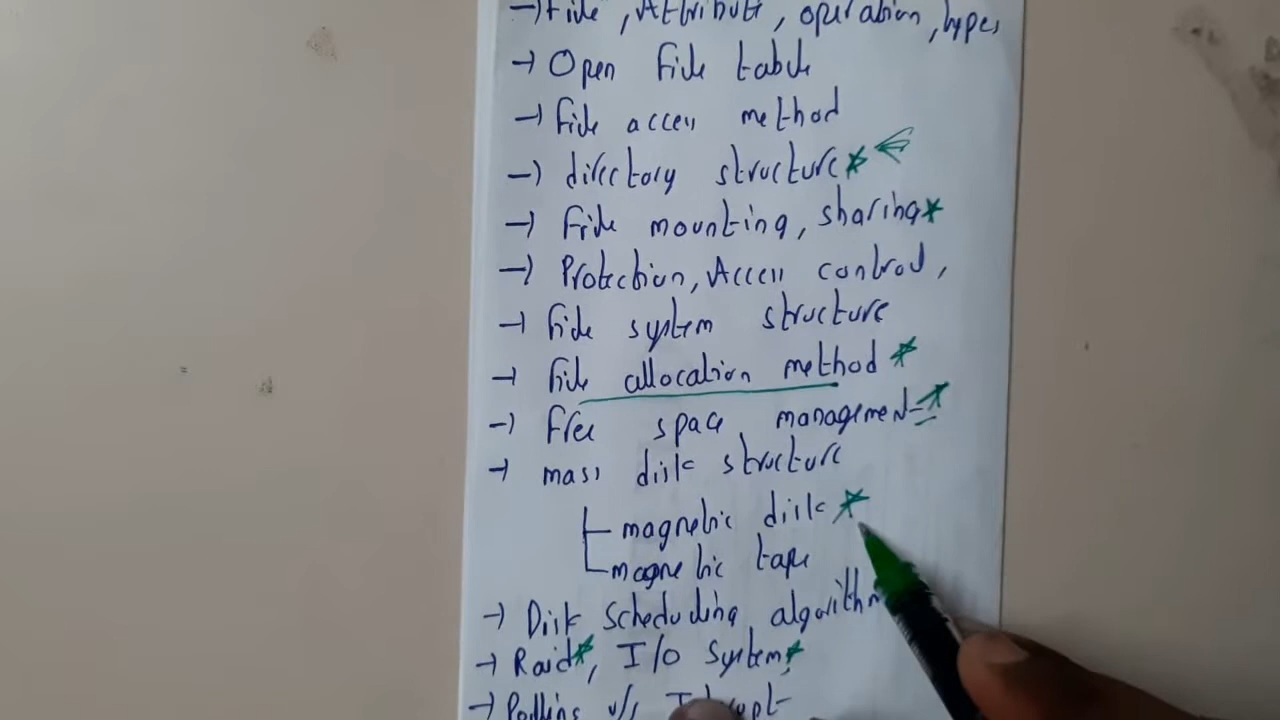 → File, Attribute, operation, types
→ Open File table
→ File access method
→ directory structure* ⇐
→ File mounting, sharing*
→ Protection, Access control,
→ File system structure
→ File allocation method *
→ Free space management *
→ mass disk structure
magnetic disk *
magnetic tape
→ Disk Scheduling algorithm
→ Raid*, I/O System*
→ Polling v/s